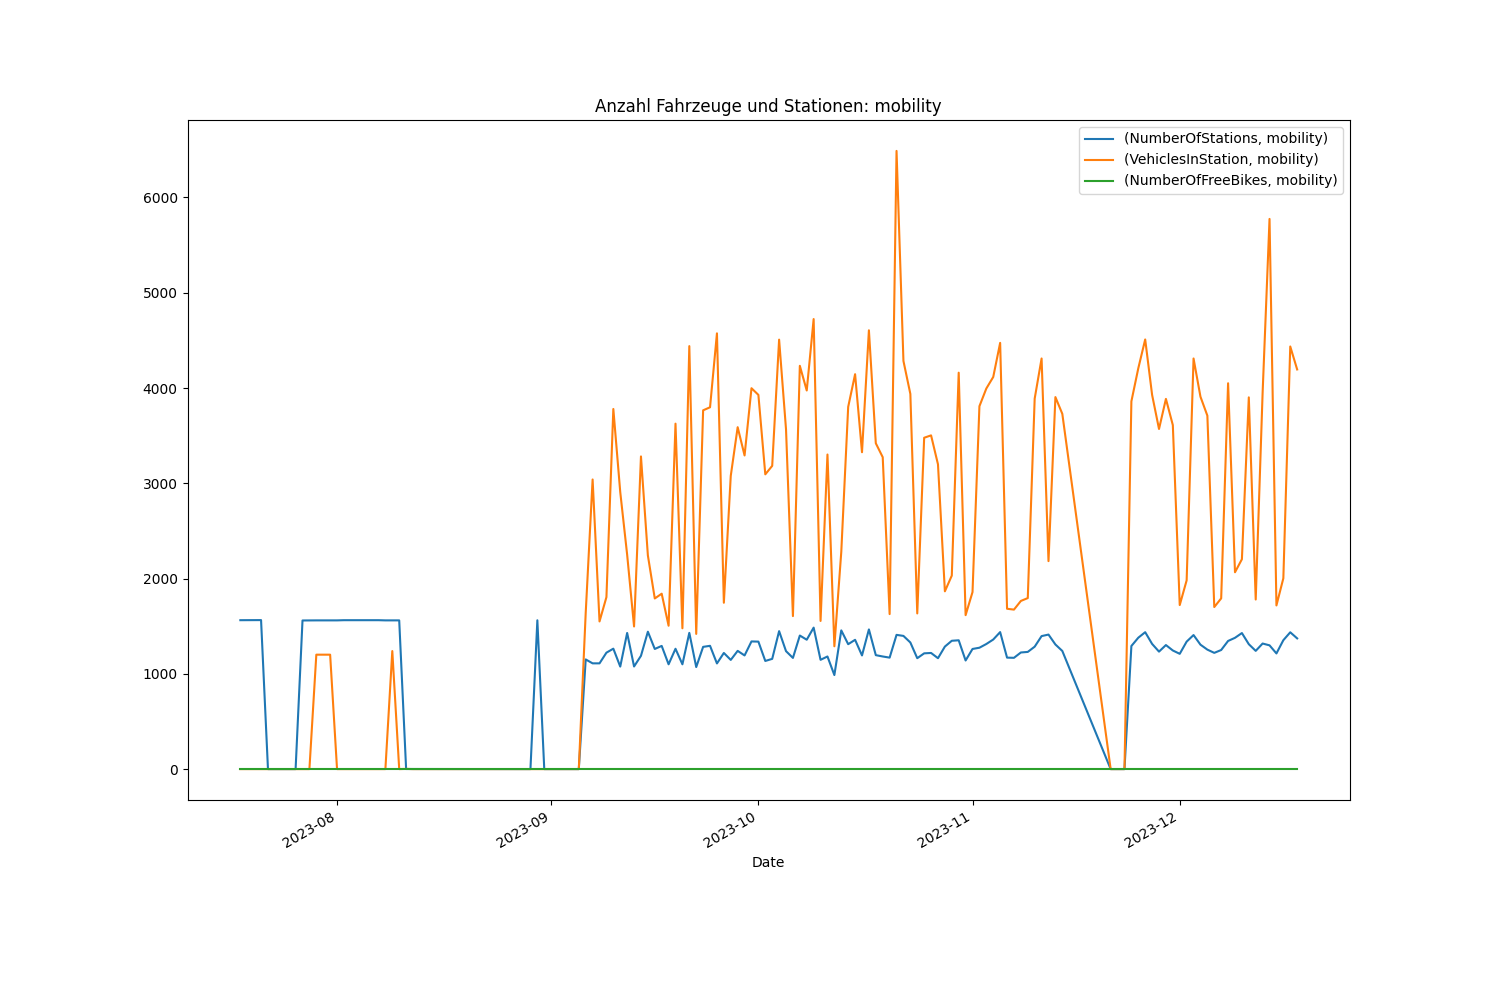 Anzahl Fahrzeuge und Stationen: mobility
(NumberOfStations, mobility)
(VehiclesInStation, mobility)
(NumberOfFreeBikes, mobility)
6000
5000
4000
3000
2000
1000
0
2023-08
2023-09
2023-10
2023-11
2023-12
Date